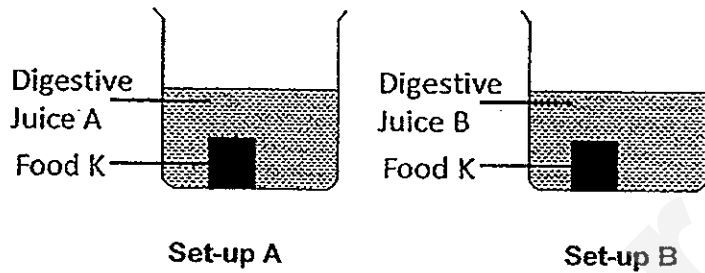 Digestive
Juice A
Food K
Set-up A
Digestive
Juice B
Food K
Set-up B